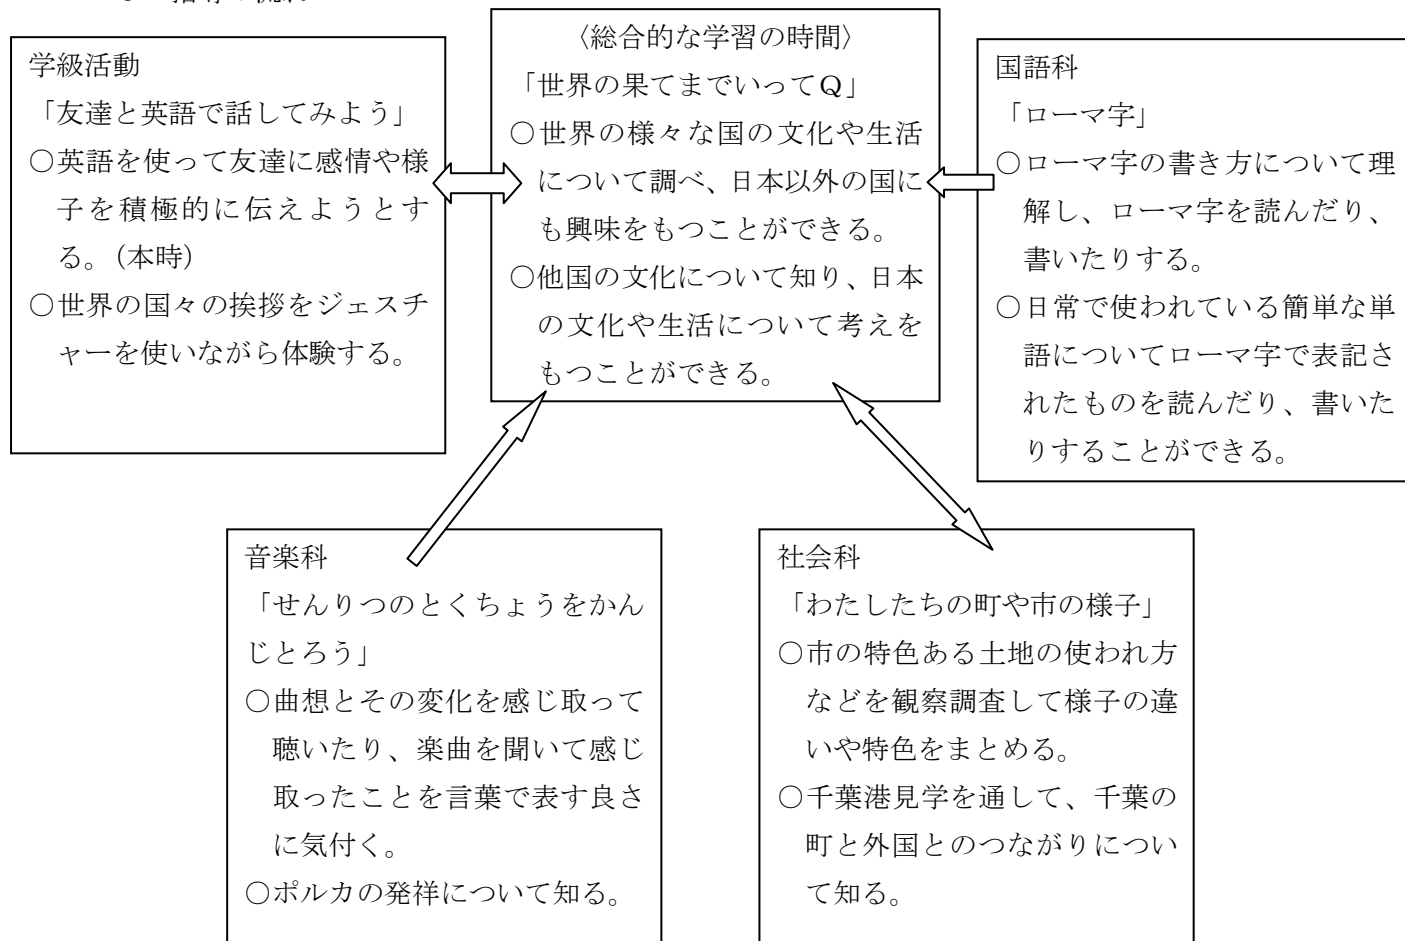 学級活動
「友達と英語で話してみよう」
○英語を使って友達に感情や様
子を積極的に伝えようとす
る。(本時)
○世界の国々の挨拶をジェスチ
ャーを使いながら体験する。
〈総合的な学習の時間〉
「世界の果てまでいってQ」
○世界の様々な国の文化や生活
について調べ、日本以外の国に
も興味をもつことができる。
○他国の文化について知り、日本
の文化や生活について考えを
もつことができる。
国語科
「ローマ字」
○ローマ字の書き方について理
解し、ローマ字を読んだり、
書いたりする。
○日常で使われている簡単な単
語についてローマ字で表記さ
れたものを読んだり、書いた
りすることができる。
音楽科
「せんりつのとくちょうをかん
じとろう」
○曲想とその変化を感じ取って
聴いたり、楽曲を聞いて感じ
取ったことを言葉で表す良さ
に気付く。
○ポルカの発祥について知る。
社会科
「わたしたちの町や市の様子」
○市の特色ある土地の使われ方
などを観察調査して様子の違
いや特色をまとめる。
○千葉港見学を通して、千葉の
町と外国とのつながりについ
て知る。